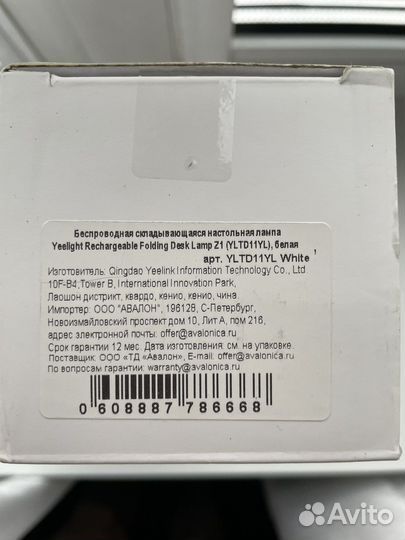 Беспроводная складывающаяся настольная лампа
Yeelight Rechargeable Folding Desk Lamp Z1 (YLTD11YL), белая
арт. YLTD11YL White
Изготовитель: Qingdao Yeelink Information Technology Co., Ltd
10F-B4,Tower B, International Innovation Park,
Лаошон дистрикт, квардо, кенио, кенио, чина.
Импортер: ООО "АВАЛОН", 196128, С-Петербург,
Новоизмайловский проспект дом 10, Лит.А, пом 216,
адрес электронной почты: offer@avalonica.ru
Срок гарантии: 12 мес. Дата изготовления: см. на упаковке.
Поставщик: ООО «ТД «Авалон», E-mail: offer@avalonica.ru
По вопросам гарантии: warranty@avalonica.ru
0 608887 786668
Avito